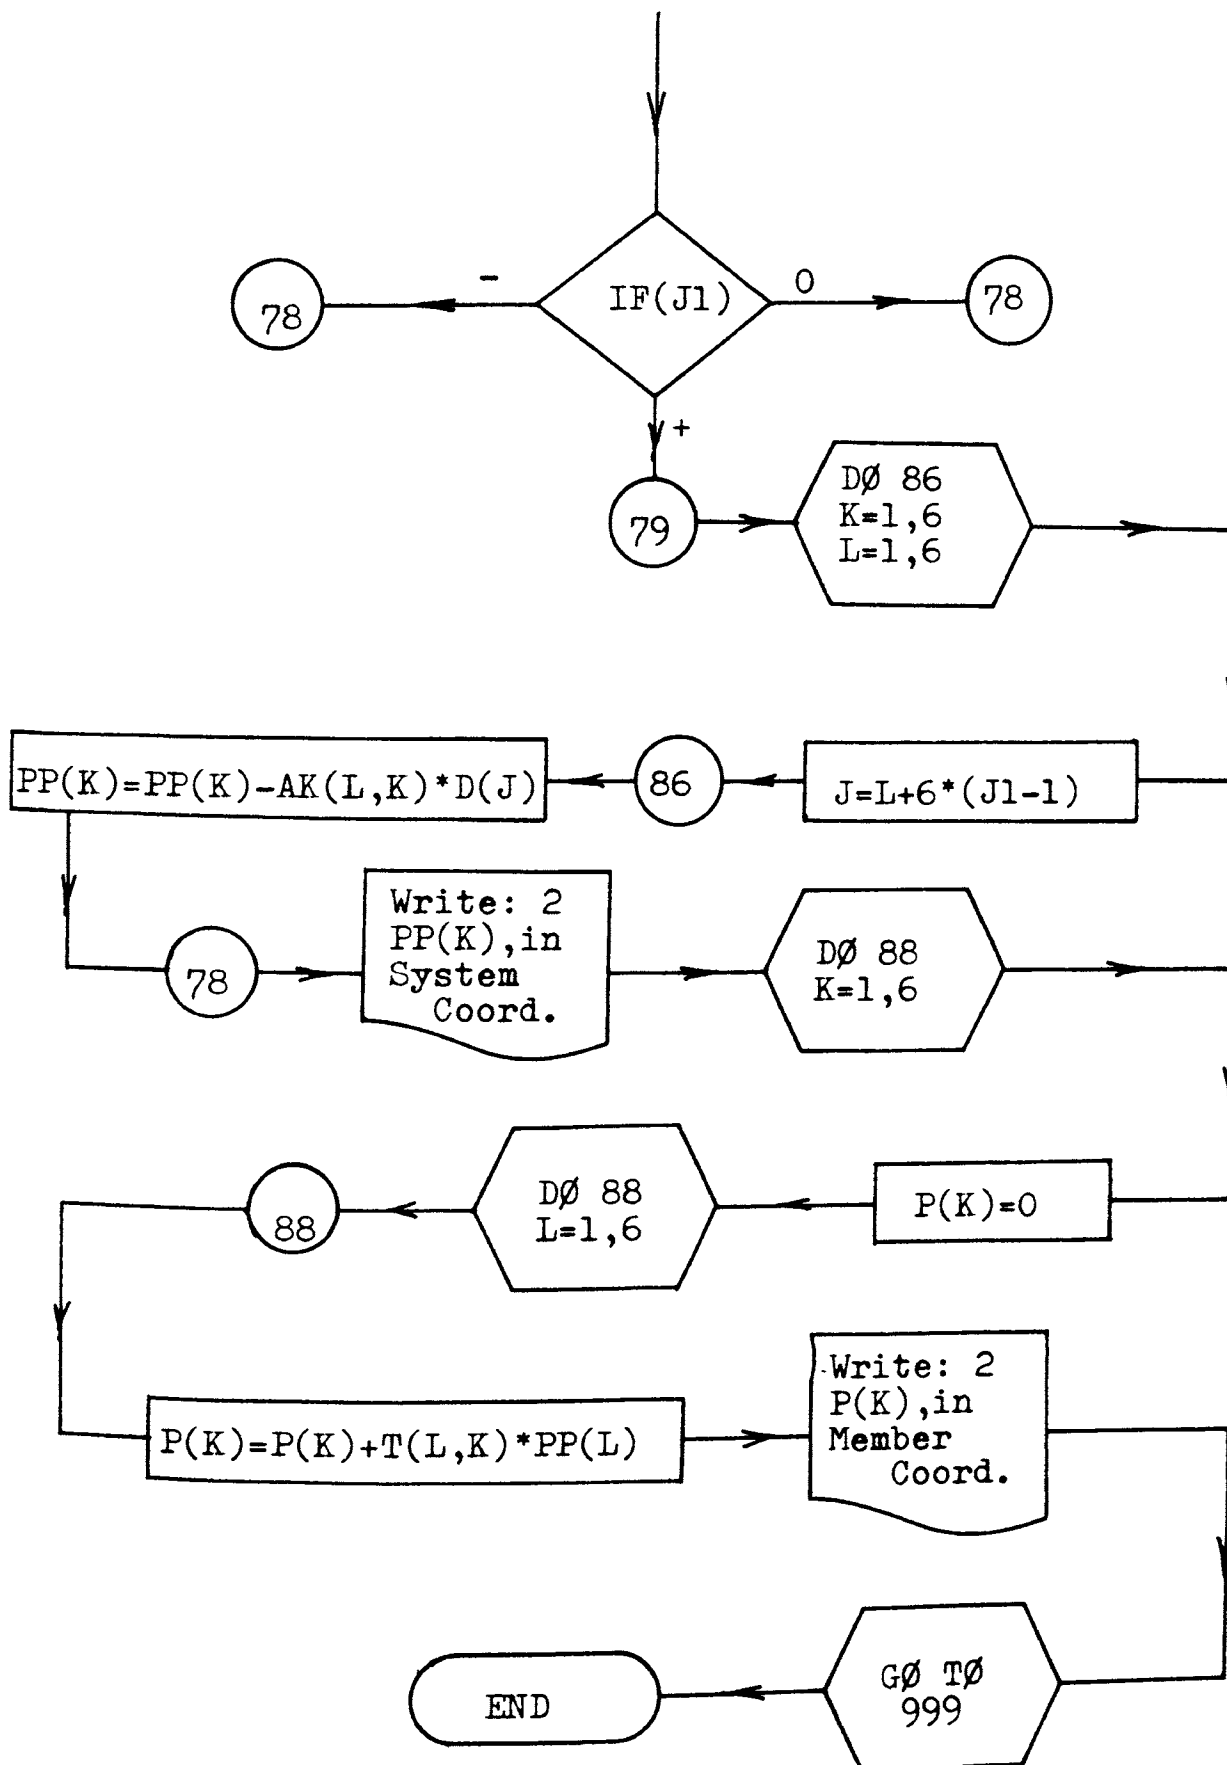 -
IF(J1)
0
78
78
+
79
DØ 86
K=1,6
L=1,6
PP(K)=PP(K)-AK(L,K)*D(J)
86
J=L+6*(J1-1)
78
Write: 2
PP(K),in
System
Coord.
DØ 88
K=1,6
88
DØ 88
L=1,6
P(K)=0
P(K)=P(K)+T(L,K)*PP(L)
Write: 2
P(K),in
Member
Coord.
END
GØ TØ
999